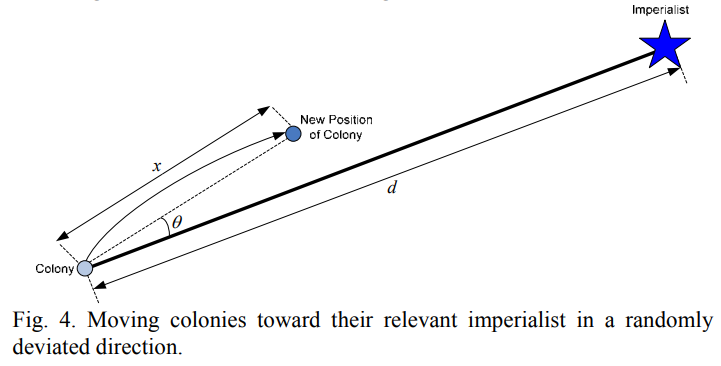 Imperialist
New Position
of Colony
x
d
θ
Colony
Fig. 4. Moving colonies toward their relevant imperialist in a randomly
deviated direction.